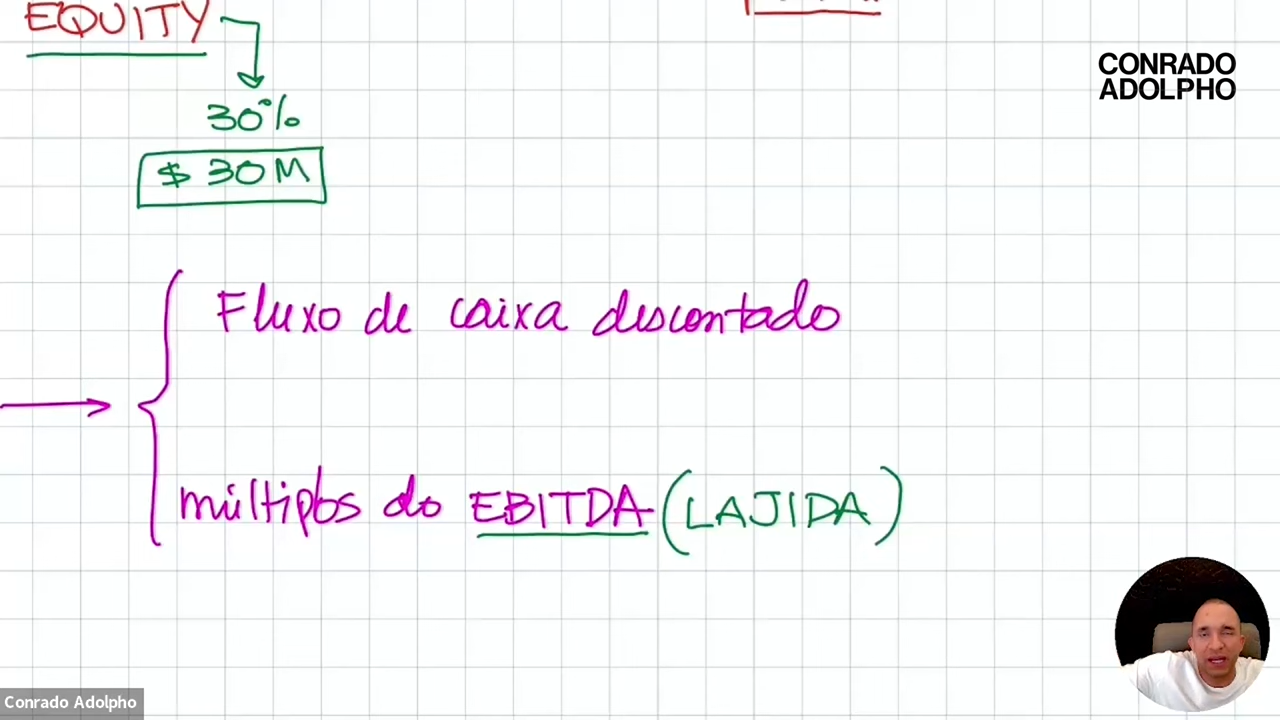 EQUITY
30%
$ 30M
CONRADO
ADOLPHO
Fluxo de caixa descontado
múltiplos do EBITDA (LAJIDA)
Conrado Adolpho